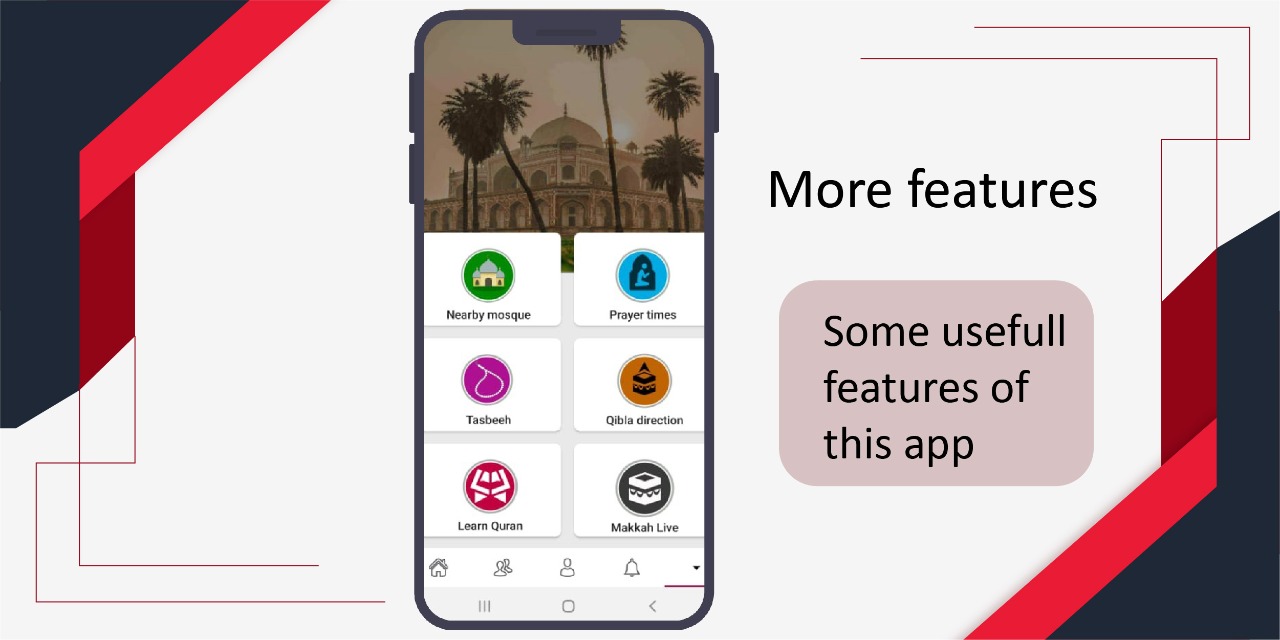 More features
Some usefull
features of
this app
Nearby mosque
Prayer times
Tasbeeh
Qibla direction
Learn Quran
Makkah Live